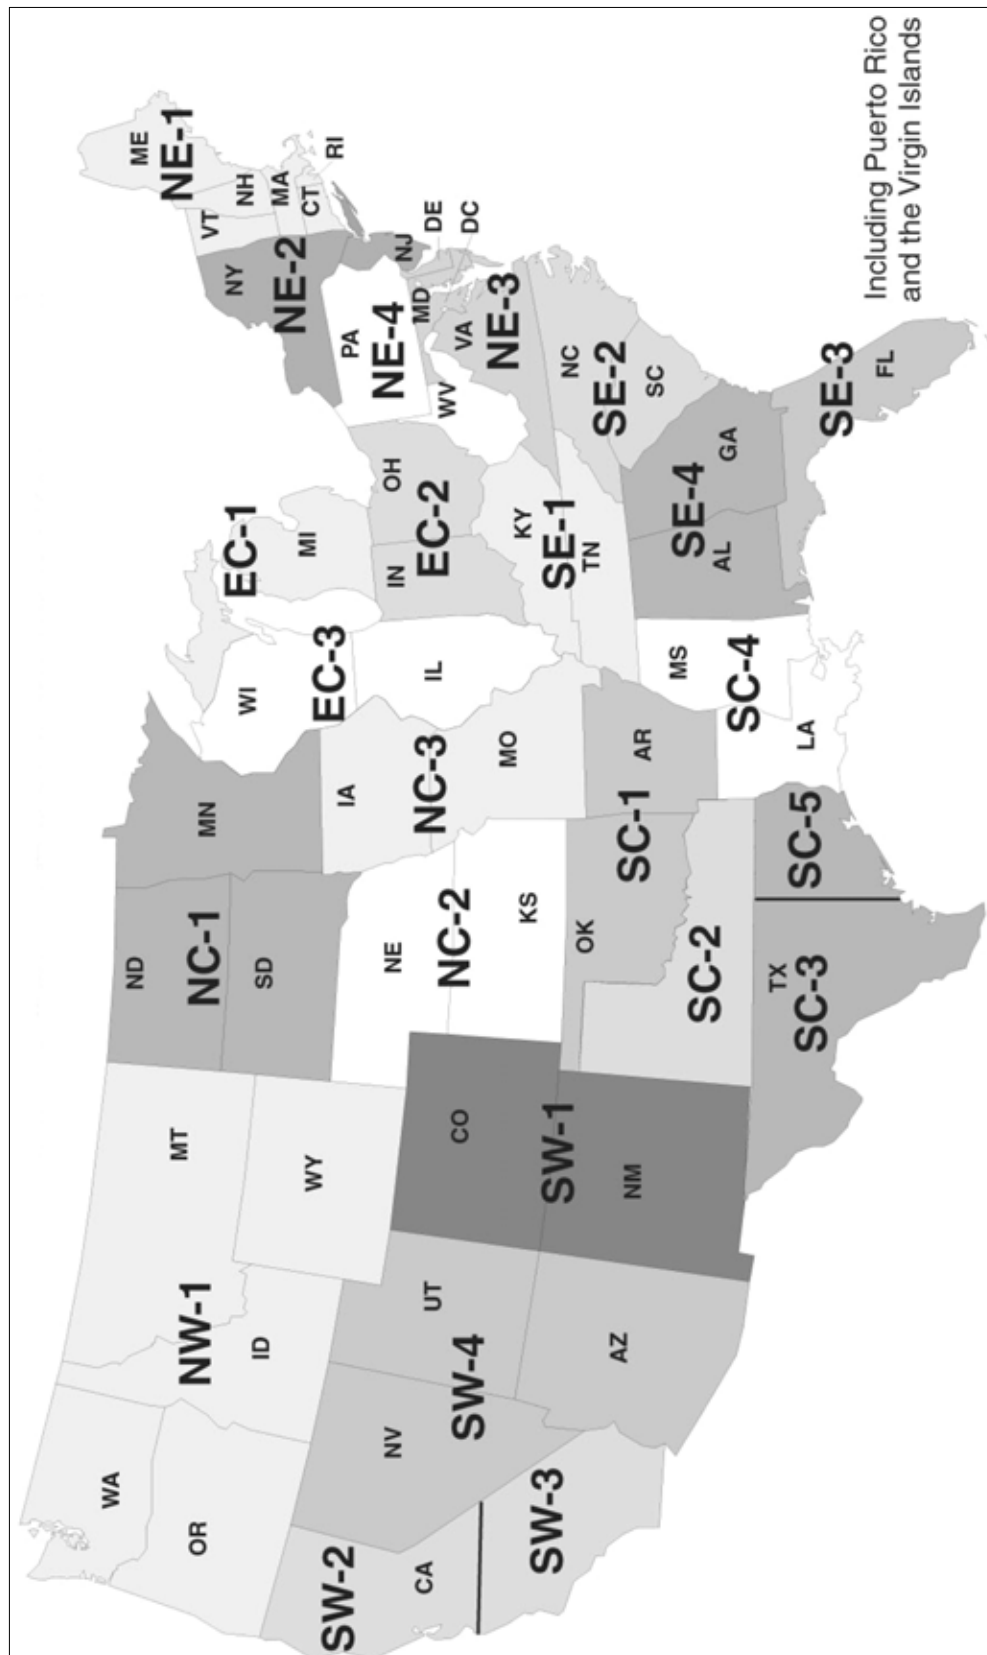 WA
MT
ND
MN
ME
NE-1
NW-1
NC-1
VT
NH
OR
ID
SD
WI
EC-1
NY
MA
CT
RI
WY
EC-3
MI
NE-2
SW-2
NV
UT
NE
IA
PA
NJ
NE-4
CA
SW-4
CO
NC-2
NC-3
IL
IN
OH
EC-2
MD
DE
DC
WV
VA
KS
MO
KY
NE-3
SW-3
SW-1
SE-1
TN
NC
SE-2
SC
AZ
NM
OK
SC-1
AR
MS
SE-4
AL
GA
SC-2
SC-4
TX
SC-3
SC-5
LA
SE-3
FL
Including Puerto Rico
and the Virgin Islands